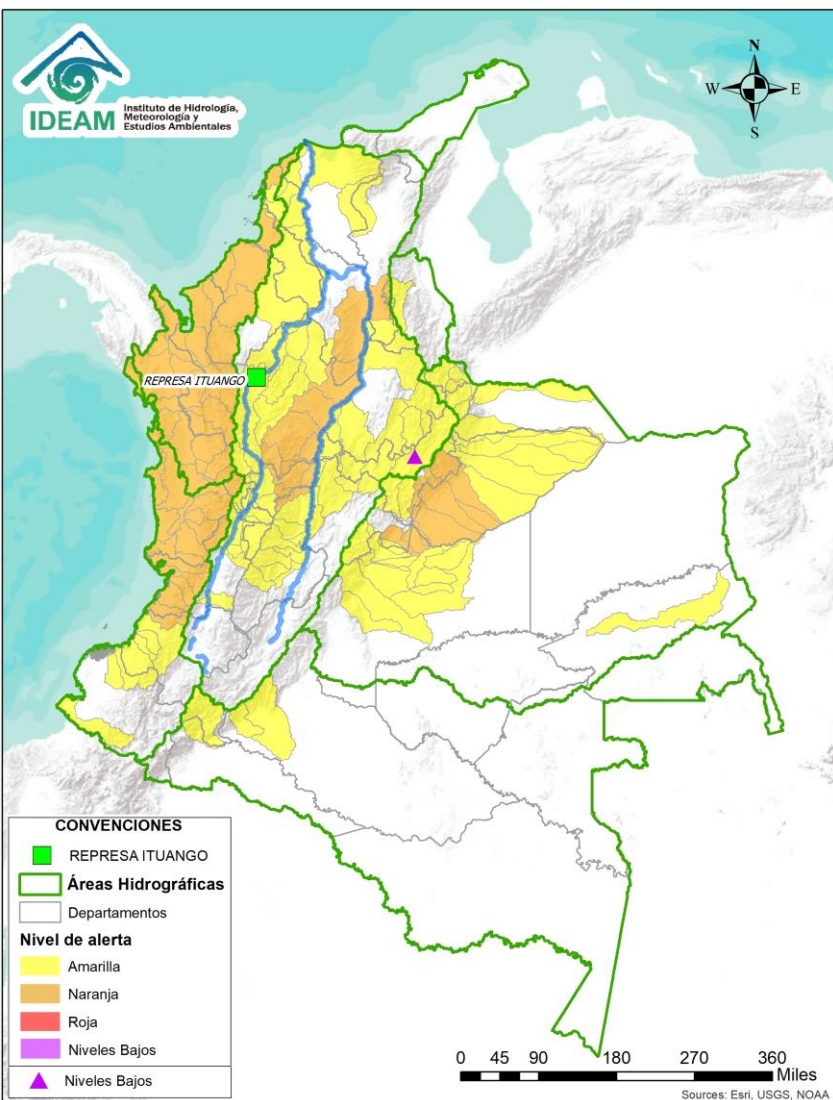 IDEAM
Instituto de Hidrología,
Meteorología y
Estudios Ambientales
N
W
E
S
REPRESA ITUANGO
CONVENCIONES
REPRESA ITUANGO
Áreas Hidrográficas
Departamentos
Nivel de alerta
Amarilla
Naranja
Roja
Niveles Bajos
Niveles Bajos
0 45 90 180 270 360
Miles
Sources: Esri, USGS, NOAA